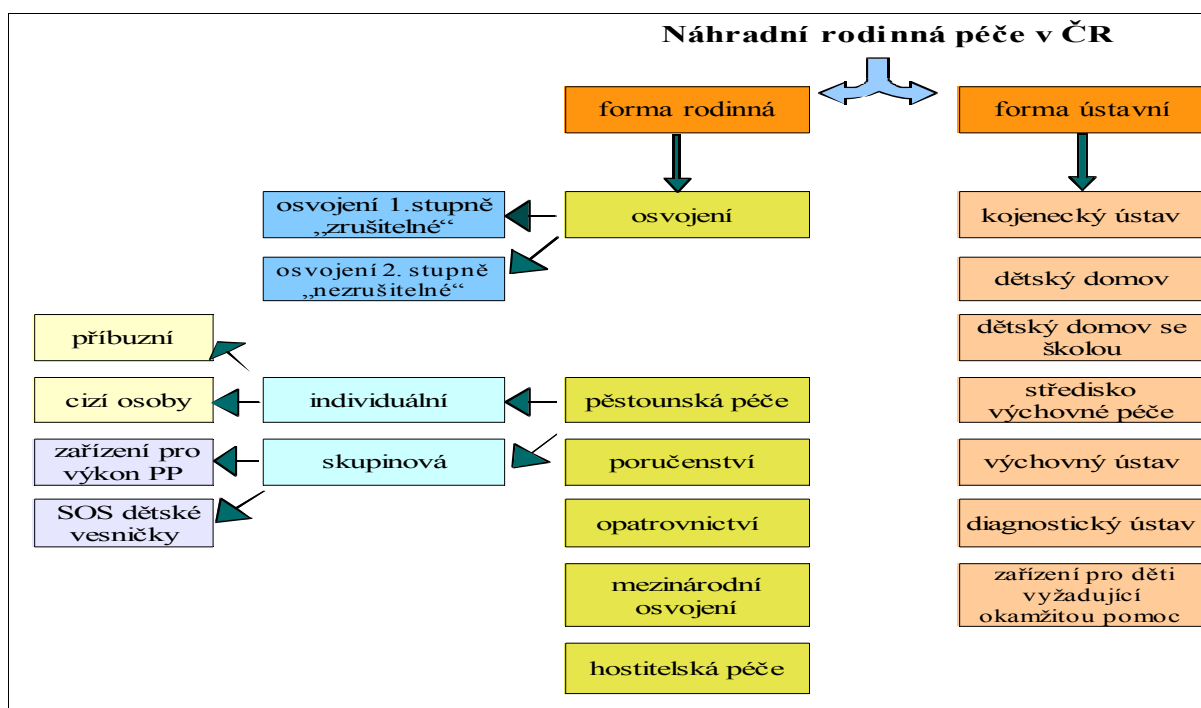 Náhradní rodinná péče v ČR
forma rodinná
forma ústavní
osvojení 1.stupně
„zrušitelné“
osvojení
kojenecký ústav
osvojení 2. stupně
„nezrušitelné“
dětský domov
příbuzní
dětský domov se
školou
cizí osoby
individuální
pěstounská péče
středisko
výchovné péče
zařízení pro
výkon PP
skupinová
poručenství
výchovný ústav
SOS dětské
vesničky
opatrovnictví
diagnostický ústav
mezinárodní
osvojení
zařízení pro děti
vyžadující
okamžitou pomoc
hostitelská péče